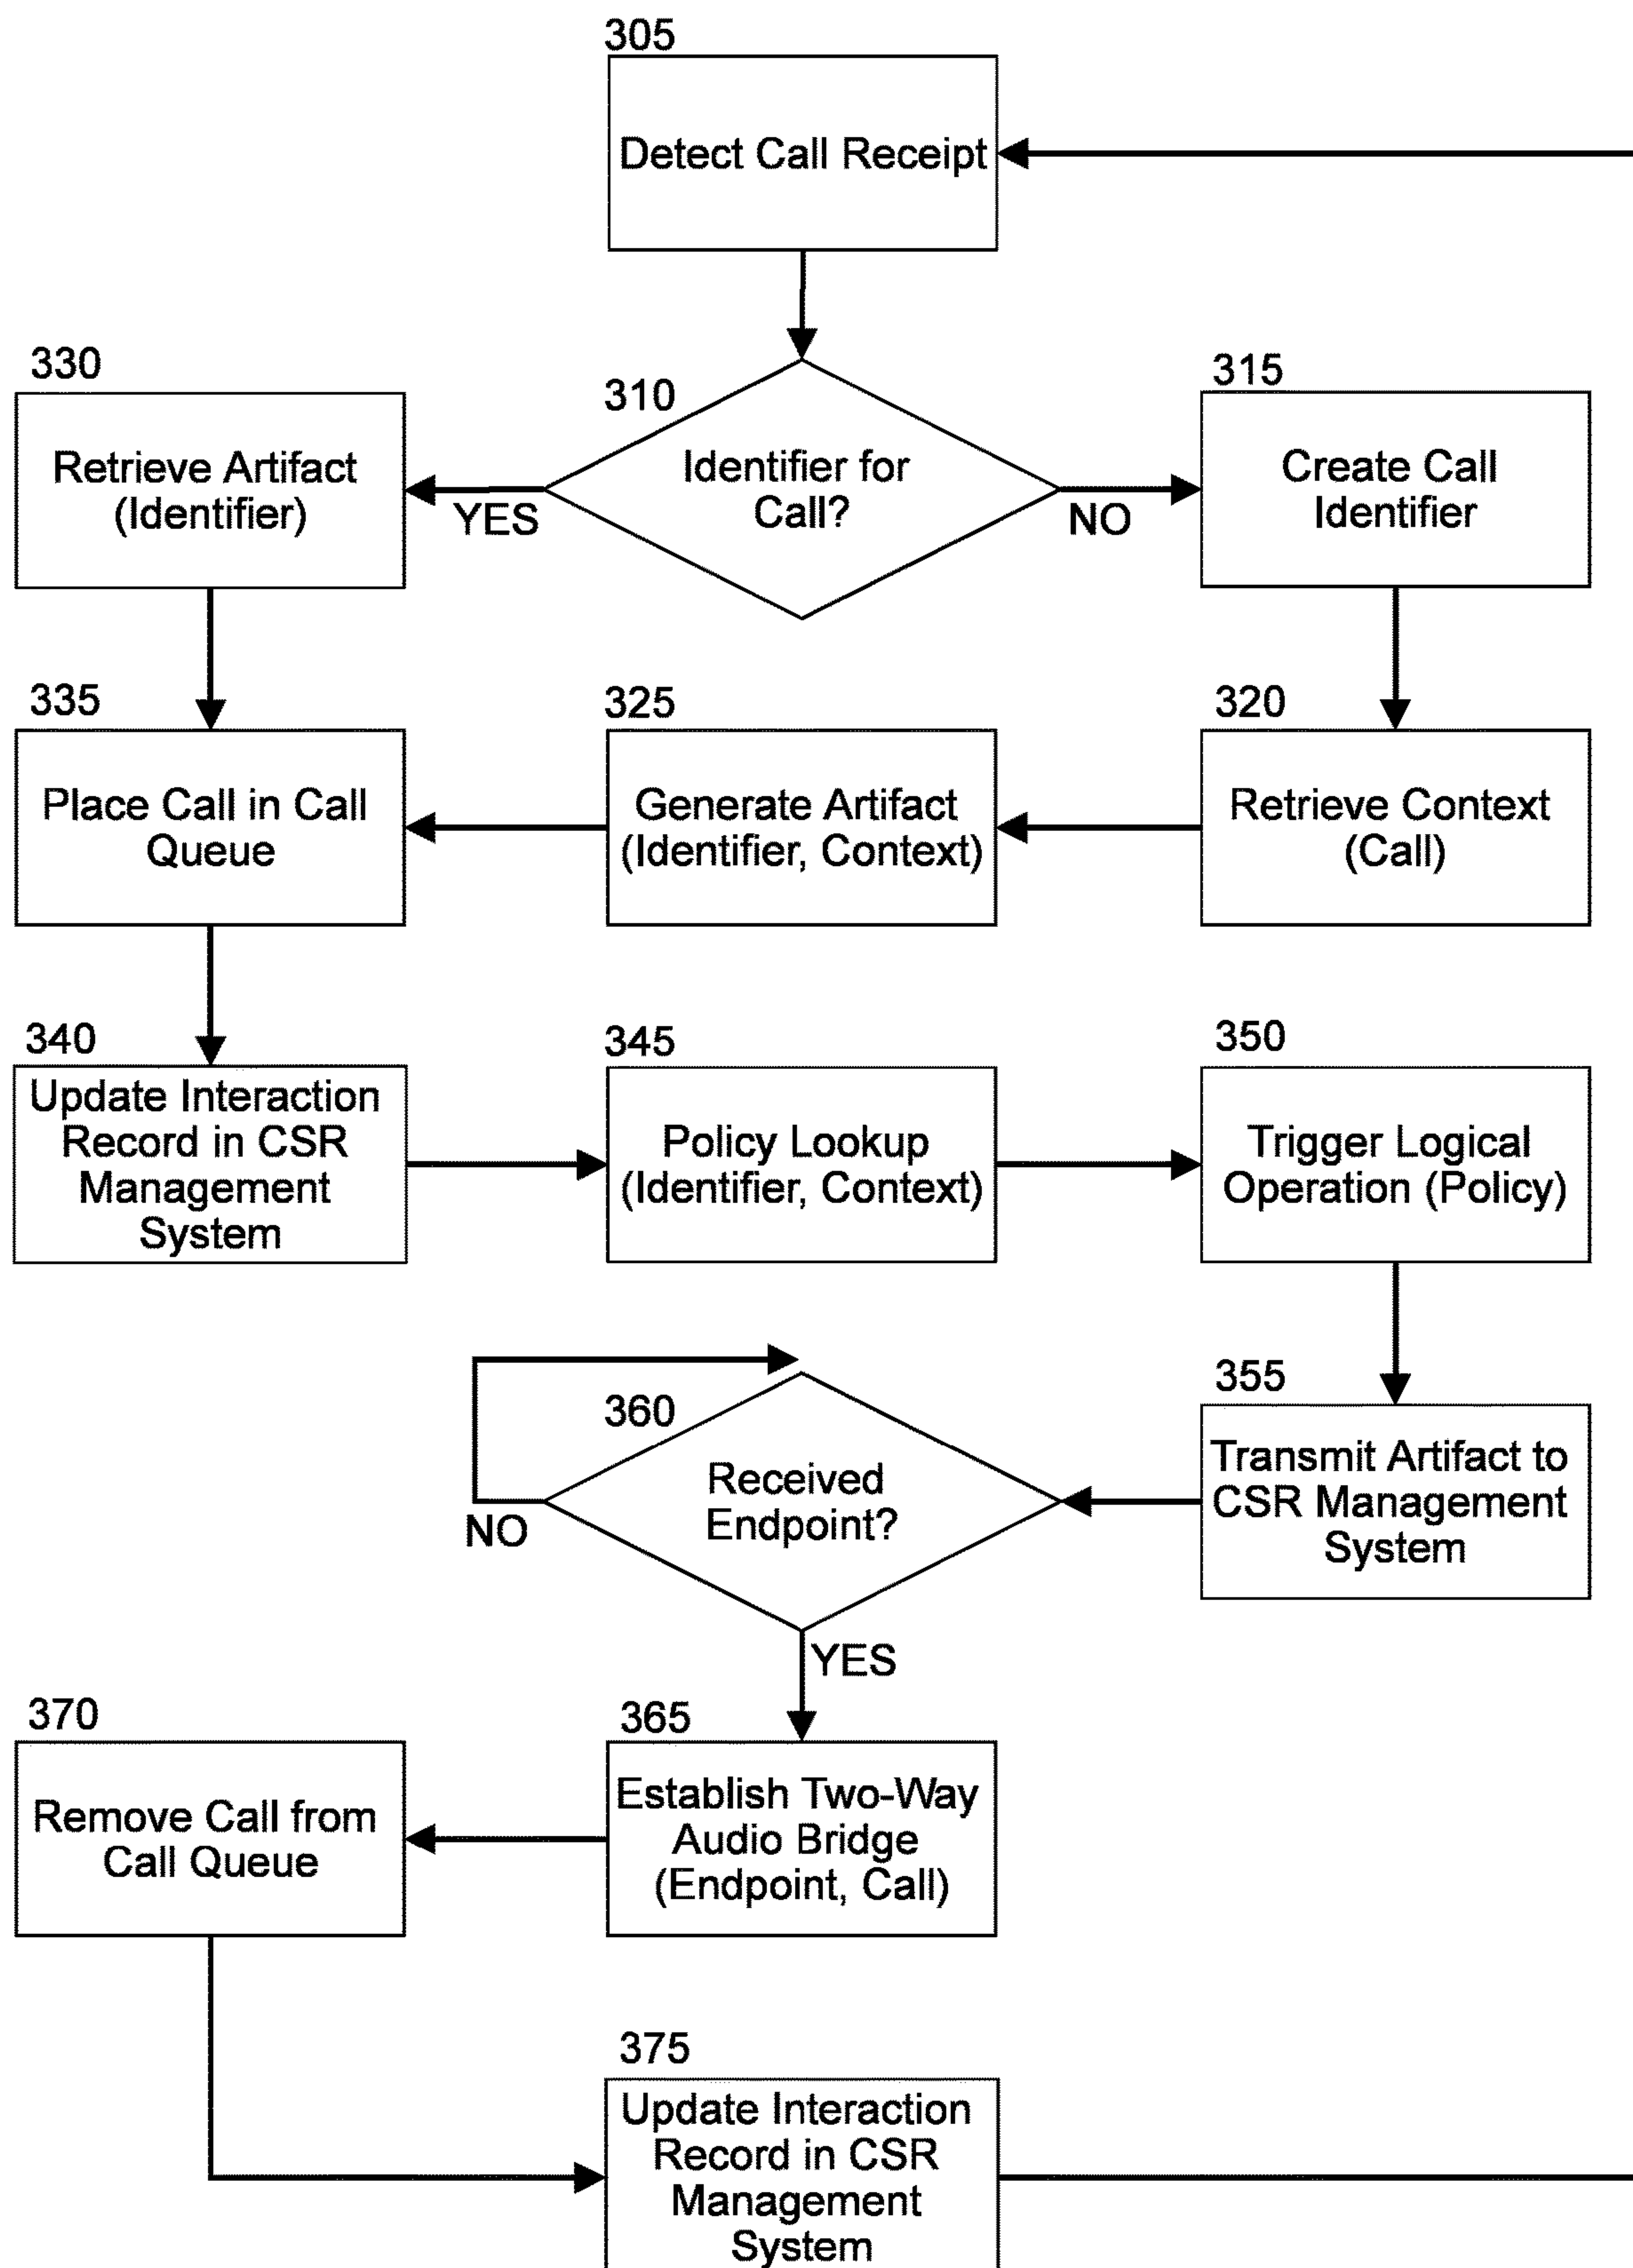 305
Detect Call Receipt
330
Retrieve Artifact
(Identifier)
310
Identifier for
Call?
YES
NO
315
Create Call
Identifier
335
Place Call in Call
Queue
325
Generate Artifact
(Identifier, Context)
320
Retrieve Context
(Call)
340
Update Interaction
Record in CSR
Management
System
345
Policy Lookup
(Identifier, Context)
350
Trigger Logical
Operation (Policy)
360
Received
Endpoint?
NO
YES
355
Transmit Artifact to
CSR Management
System
370
Remove Call from
Call Queue
365
Establish Two-Way
Audio Bridge
(Endpoint, Call)
375
Update Interaction
Record in CSR
Management
System